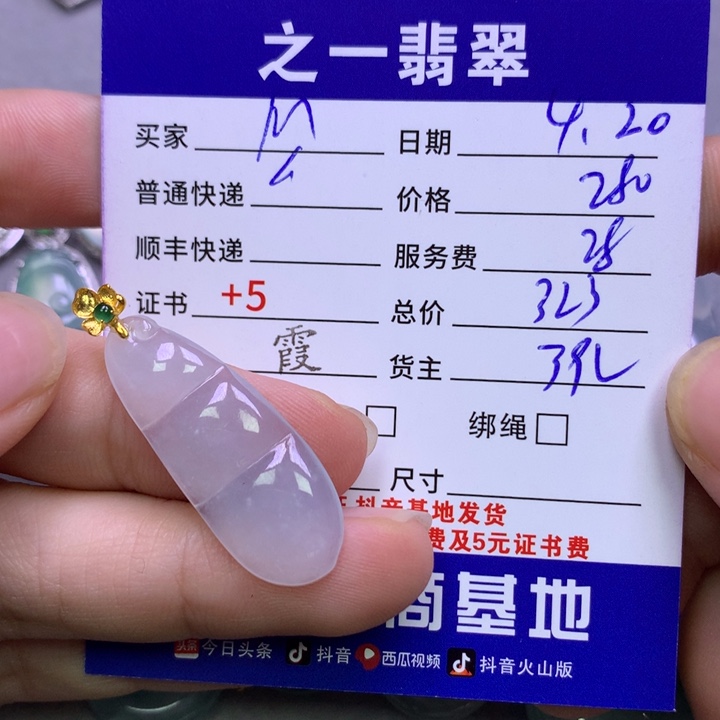 之一翡翠
买家 日期 4.20
普通快递 价格 280
顺丰快递 服务费 28
证书 +5 总价 313
霞 货主
绑绳
尺寸
抖音基地发货
费及5元证书费
商基地
头条 今日头条 抖音 西瓜视频 抖音火山版